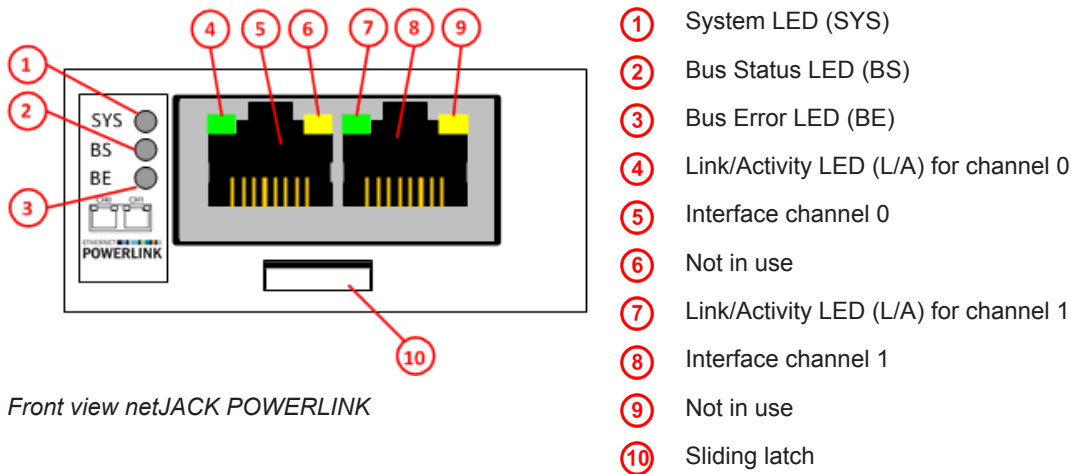 4 5 6 7 8 9
1
2
3
SYS
BS
BE
CH0 CH1
ETHERNET
POWERLINK
10
Front view netJACK POWERLINK
1 System LED (SYS)
2 Bus Status LED (BS)
3 Bus Error LED (BE)
4 Link/Activity LED (L/A) for channel 0
5 Interface channel 0
6 Not in use
7 Link/Activity LED (L/A) for channel 1
8 Interface channel 1
9 Not in use
10 Sliding latch